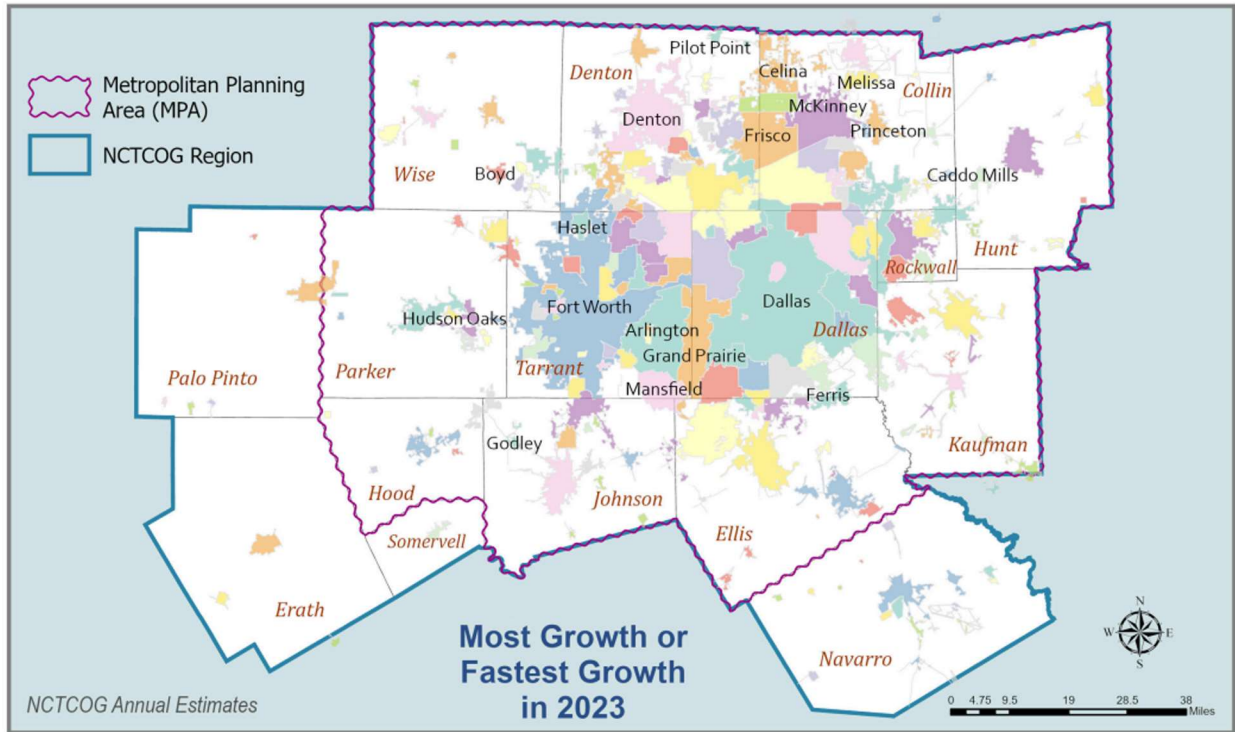 Metropolitan Planning
Area (MPA)
NCTCOG Region
Pilot Point
Denton
Celina
Melissa
Collin
McKinney
Denton
Frisco
Princeton
Wise
Boyd
Caddo Mills
Haslet
Rockwall
Hunt
Fort Worth
Dallas
Hudson Oaks
Arlington
Dallas
Grand Prairie
Palo Pinto
Parker
Tarrant
Mansfield
Ferris
Godley
Kaufman
Hood
Johnson
Ellis
Somervell
Erath
Navarro
Most Growth or
Fastest Growth
in 2023
N
W E
S
0 4.75 9.5 19 28.5 38
Miles
NCTCOG Annual Estimates